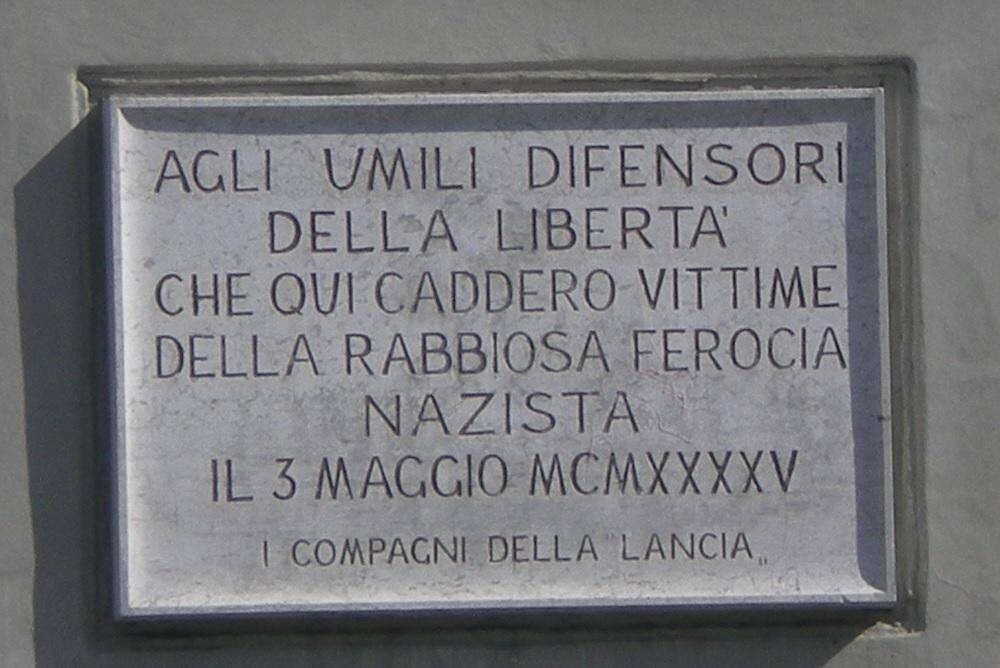 AGLI UMILI DIFENSORI
DELLA LIBERTA'
CHE QUI CADDERO VITTIME
DELLA RABBIOSA FEROCIA
NAZISTA
IL 3 MAGGIO MCMXXXXV
I COMPAGNI DELLA "LANCIA„